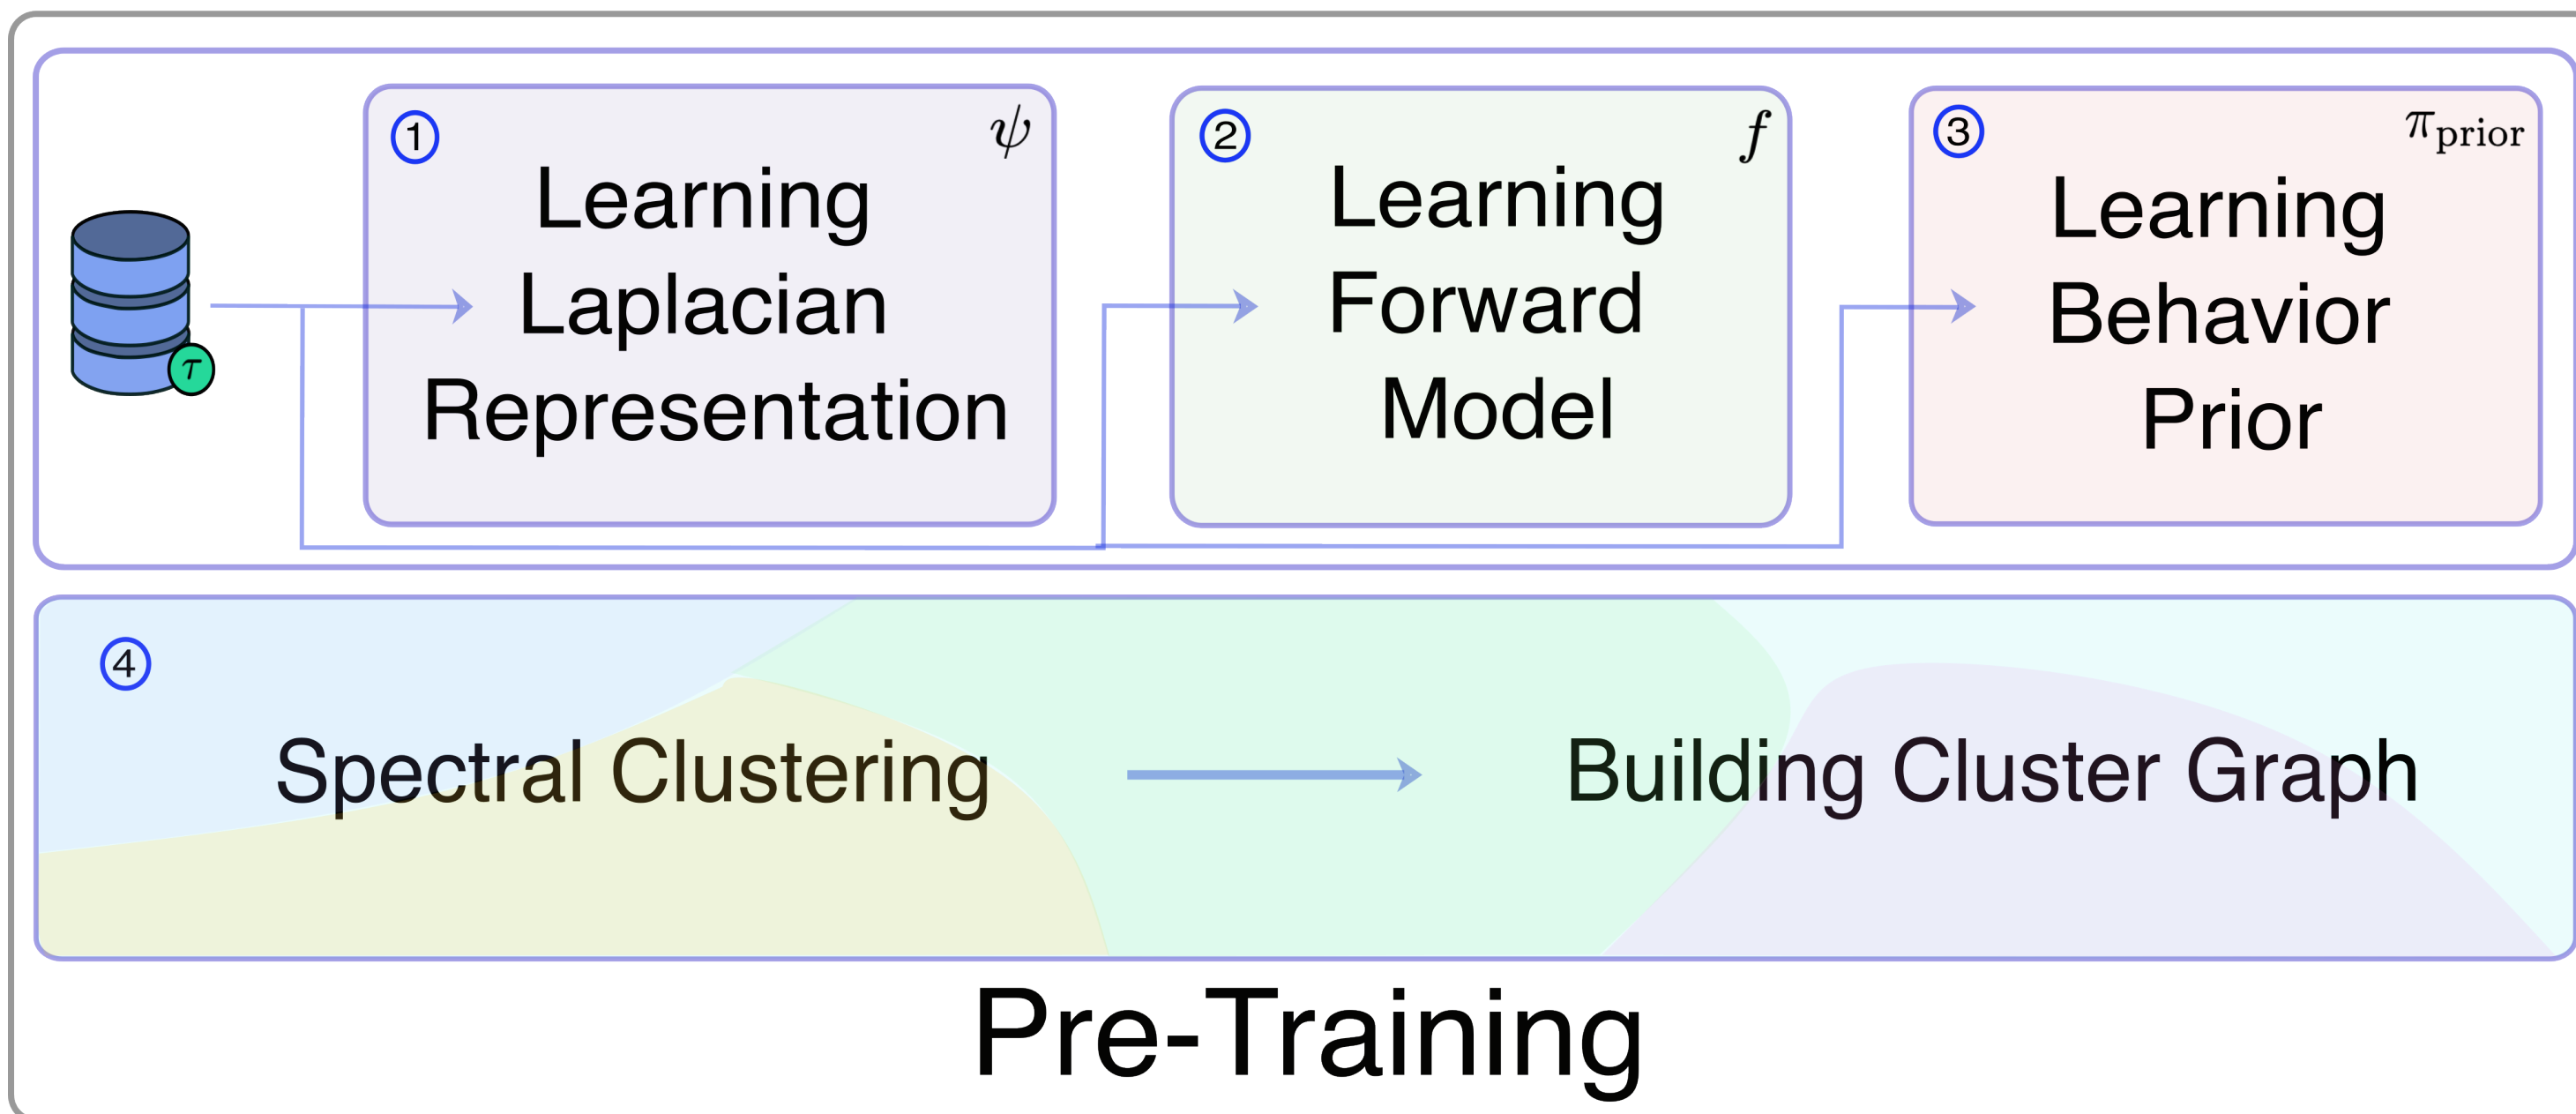 ① ψ
Learning
Laplacian
Representation
② f
Learning
Forward
Model
③ π_prior
Learning
Behavior
Prior
τ
④
Spectral Clustering
Building Cluster Graph
Pre-Training